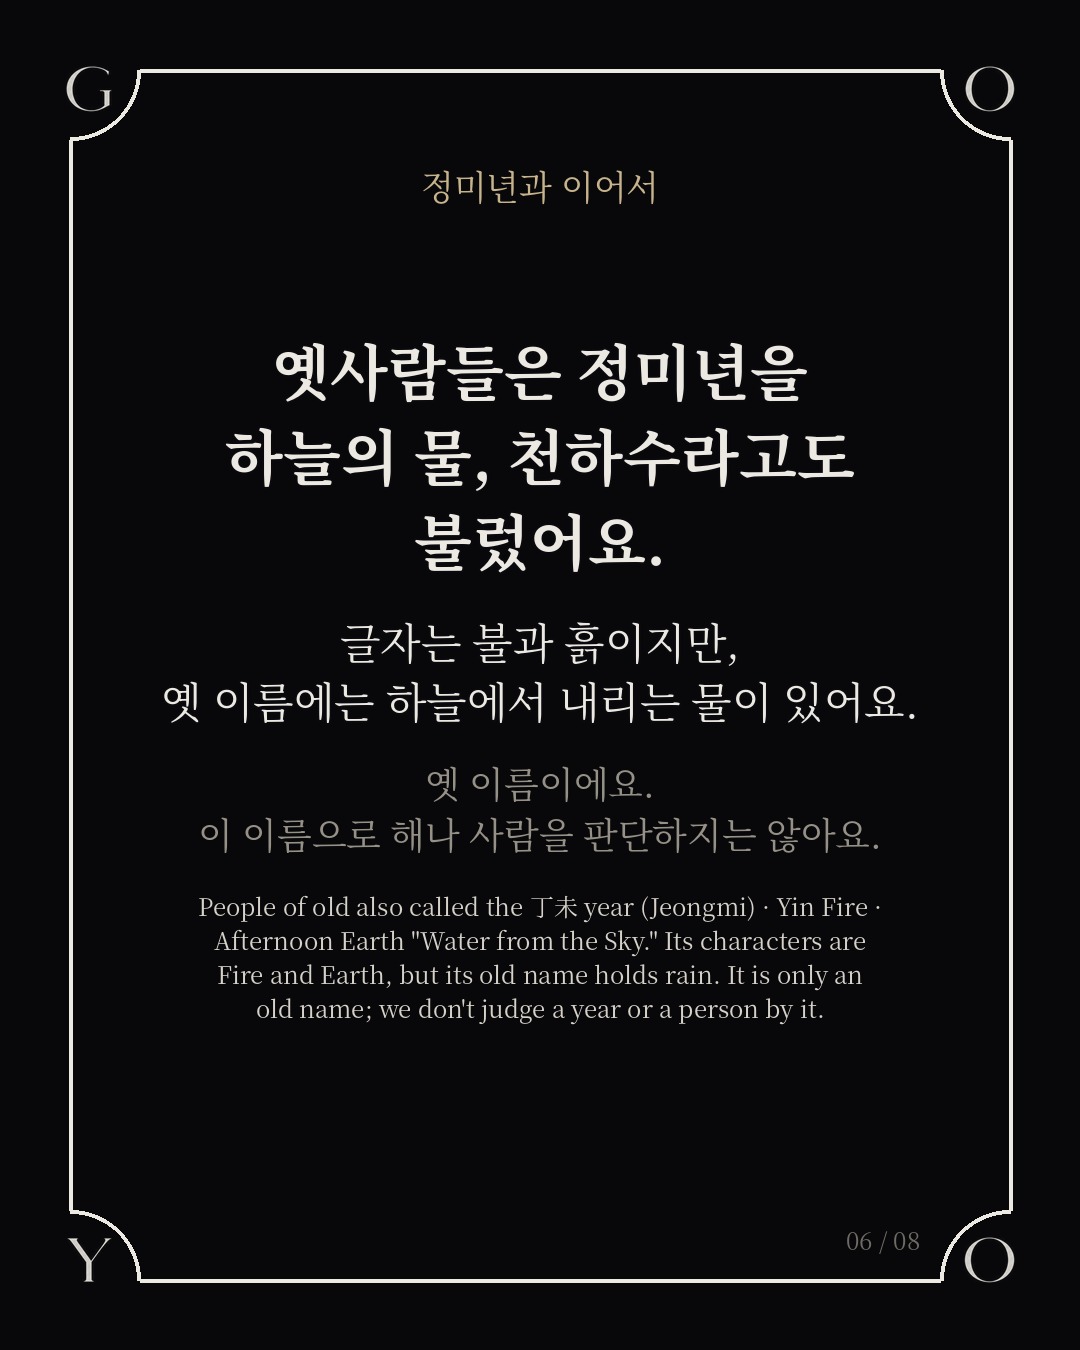 G O
정미년과 이어서
옛사람들은 정미년을
하늘의 물, 천하수라고도
불렀어요.
글자는 불과 흙이지만,
옛 이름에는 하늘에서 내리는 물이 있어요.
옛 이름이에요.
이 이름으로 해나 사람을 판단하지는 않아요.
People of old also called the 丁未 year (Jeongmi) · Yin Fire ·
Afternoon Earth "Water from the Sky." Its characters are
Fire and Earth, but its old name holds rain. It is only an
old name; we don't judge a year or a person by it.
06 / 08
Y O